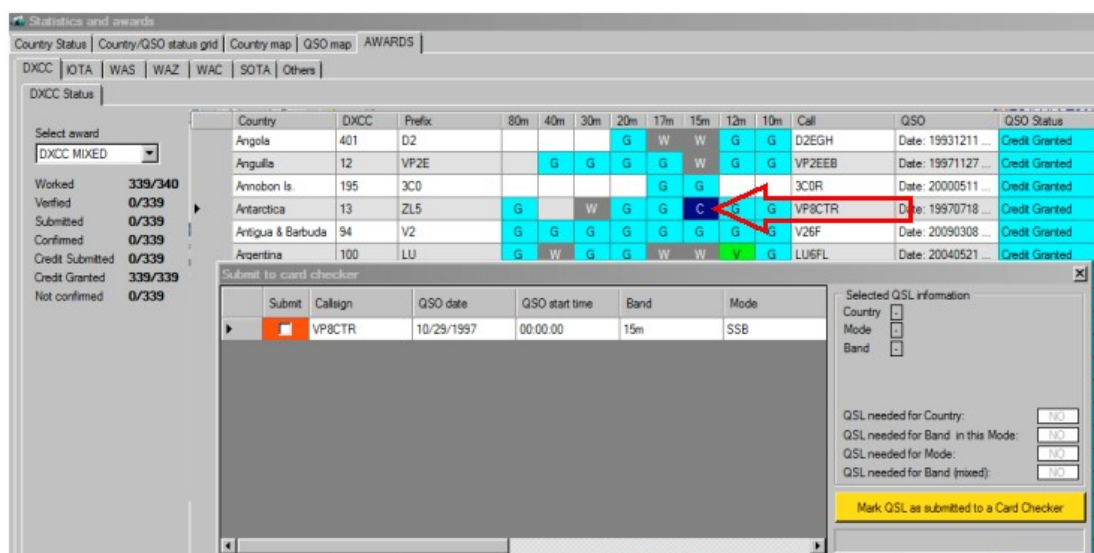 Statistics and awards
Country Status Country/QSO status grid Country map QSO map AWARDS
DXCC IOTA WAS WAZ WAC SOTA Others
DXCC Status
Select award
DXCC MIXED
Worked 339/340
Verified 0/339
Submitted 0/339
Confirmed 0/339
Credit Submitted 0/339
Credit Granted 339/339
Not confirmed 0/339
Country DXCC Prefix 80m 40m 30m 20m 17m 15m 12m 10m Call QSO QSO Status
Angola 401 D2 G W W G G D2EGH Date: 19931211 ... Credit Granted
Anguilla 12 VP2E G G G G W G G VP2EEB Date: 19971127 ... Credit Granted
Annobon Is. 195 3C0 G G 3C0R Date: 20000511 ... Credit Granted
Antarctica 13 ZL5 G W G G C G G VP8CTR Date: 19970718 ... Credit Granted
Antigua & Barbuda 94 V2 G G G G G G G G V26F Date: 20090308 ... Credit Granted
Argentina 100 LU G W G G W W V G LU6FL Date: 20040521 ... Credit Granted
Submit to card checker
Submit Callsign QSO date QSO start time Band Mode
VP8CTR 10/29/1997 00:00:00 15m SSB
Selected QSL information
Country -
Mode -
Band -
QSL needed for Country: NO
QSL needed for Band in this Mode: NO
QSL needed for Mode: NO
QSL needed for Band (mixed): NO
Mark QSL as submitted to a Card Checker